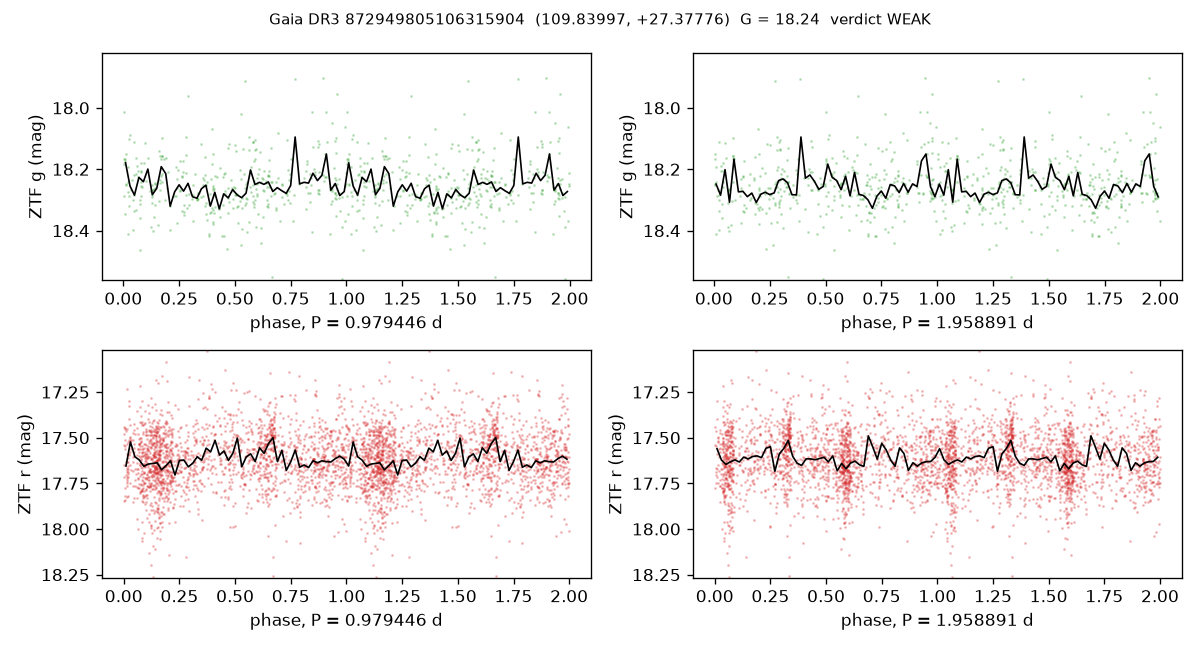 Gaia DR3 872949805106315904 (109.83997, +27.37776) G = 18.24 verdict WEAK
ZTF g (mag)
18.0
18.2
18.4
0.00 0.25 0.50 0.75 1.00 1.25 1.50 1.75 2.00
phase, P = 0.979446 d
ZTF g (mag)
18.0
18.2
18.4
0.00 0.25 0.50 0.75 1.00 1.25 1.50 1.75 2.00
phase, P = 1.958891 d
ZTF r (mag)
17.25
17.50
17.75
18.00
18.25
0.00 0.25 0.50 0.75 1.00 1.25 1.50 1.75 2.00
phase, P = 0.979446 d
ZTF r (mag)
17.25
17.50
17.75
18.00
18.25
0.00 0.25 0.50 0.75 1.00 1.25 1.50 1.75 2.00
phase, P = 1.958891 d